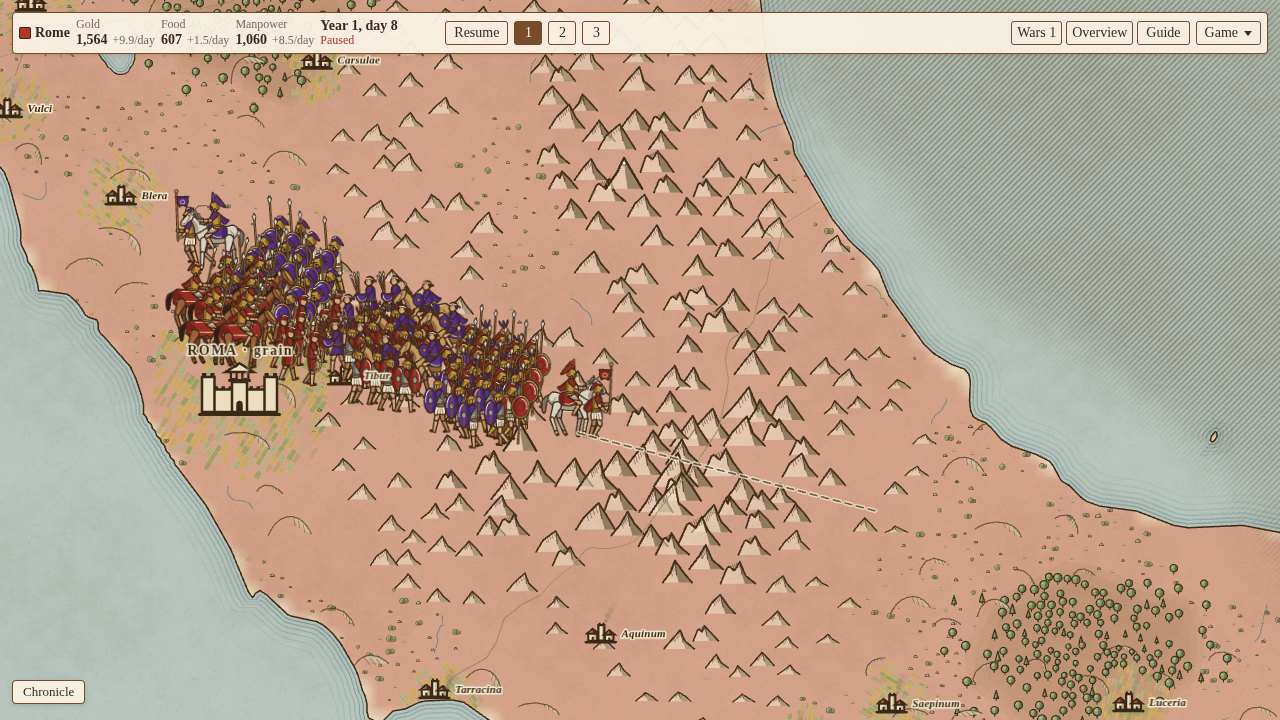 Rome
Gold
1,564 +9.9/day
Food
607 +1.5/day
Manpower
1,060 +8.5/day
Year 1, day 8
Paused
Resume
1
2
3
Wars 1
Overview
Guide
Game
Carsulae
Vulci
Blera
ROMA · grain
Tibur
Aquinum
Tarracina
Saepinum
Luceria
Chronicle